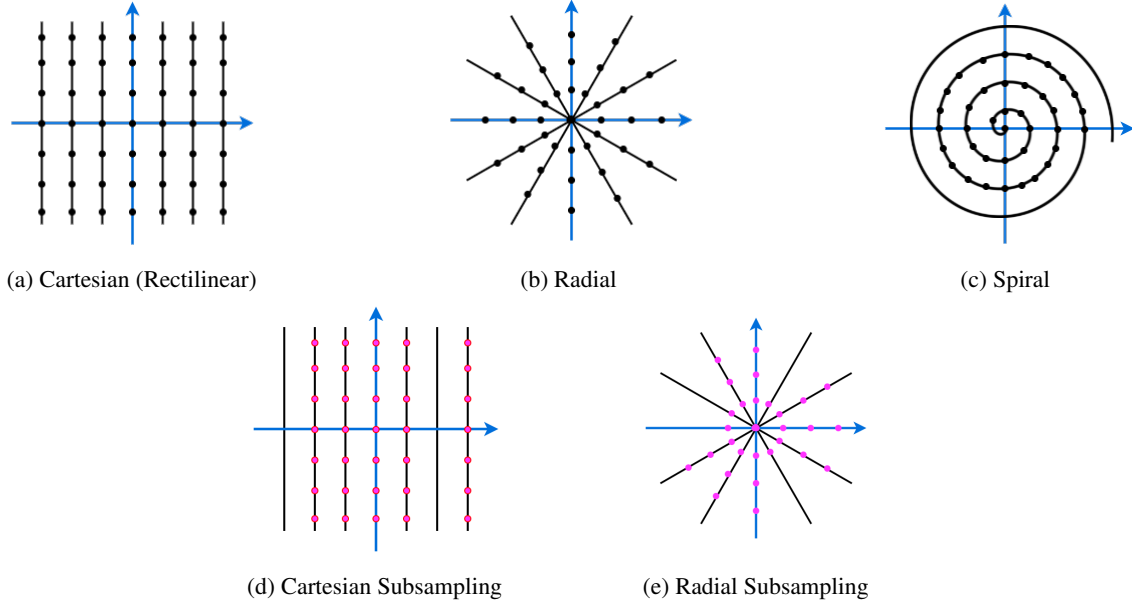 (a) Cartesian (Rectilinear)
(b) Radial
(c) Spiral
(d) Cartesian Subsampling
(e) Radial Subsampling